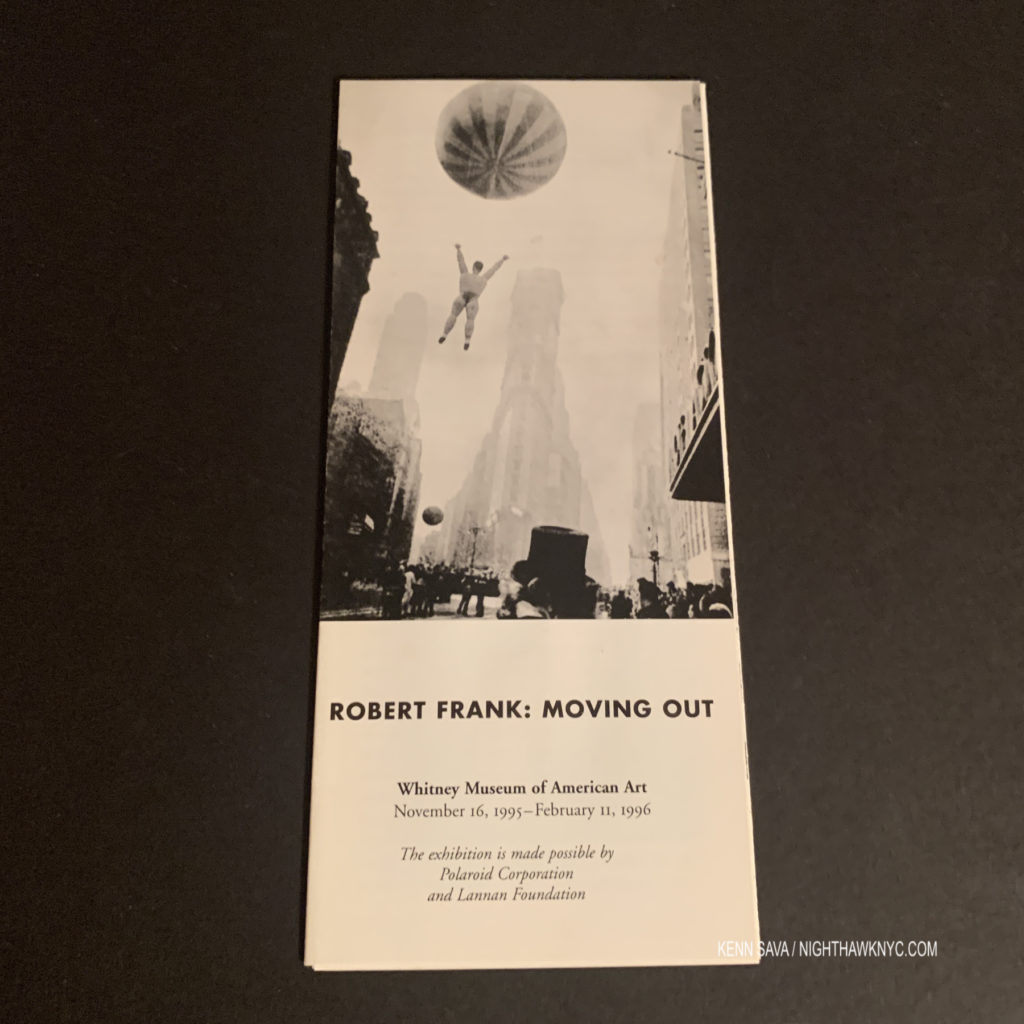 ROBERT FRANK: MOVING OUT
Whitney Museum of American Art
November 16, 1995–February 11, 1996
The exhibition is made possible by
Polaroid Corporation
and Lannan Foundation
KENN SAVA / NIGHTHAWKNYC.COM